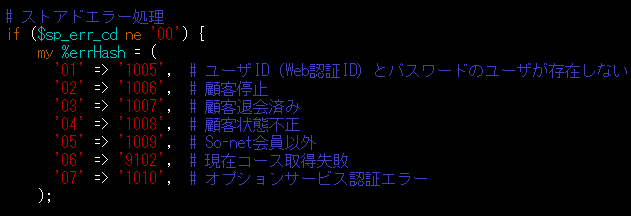 # ストアドエラー処理
if ($sp_err_cd ne '00') {
my %errHash = (
'01' => '1005', # ユーザID (Web認証ID) とパスワードのユーザが存在しない
'02' => '1006', # 顧客停止
'03' => '1007', # 顧客退会済み
'04' => '1008', # 顧客状態不正
'05' => '1009', # So-net会員以外
'06' => '9102', # 現在コース取得失敗
'07' => '1010', # オプションサービス認証エラー
);